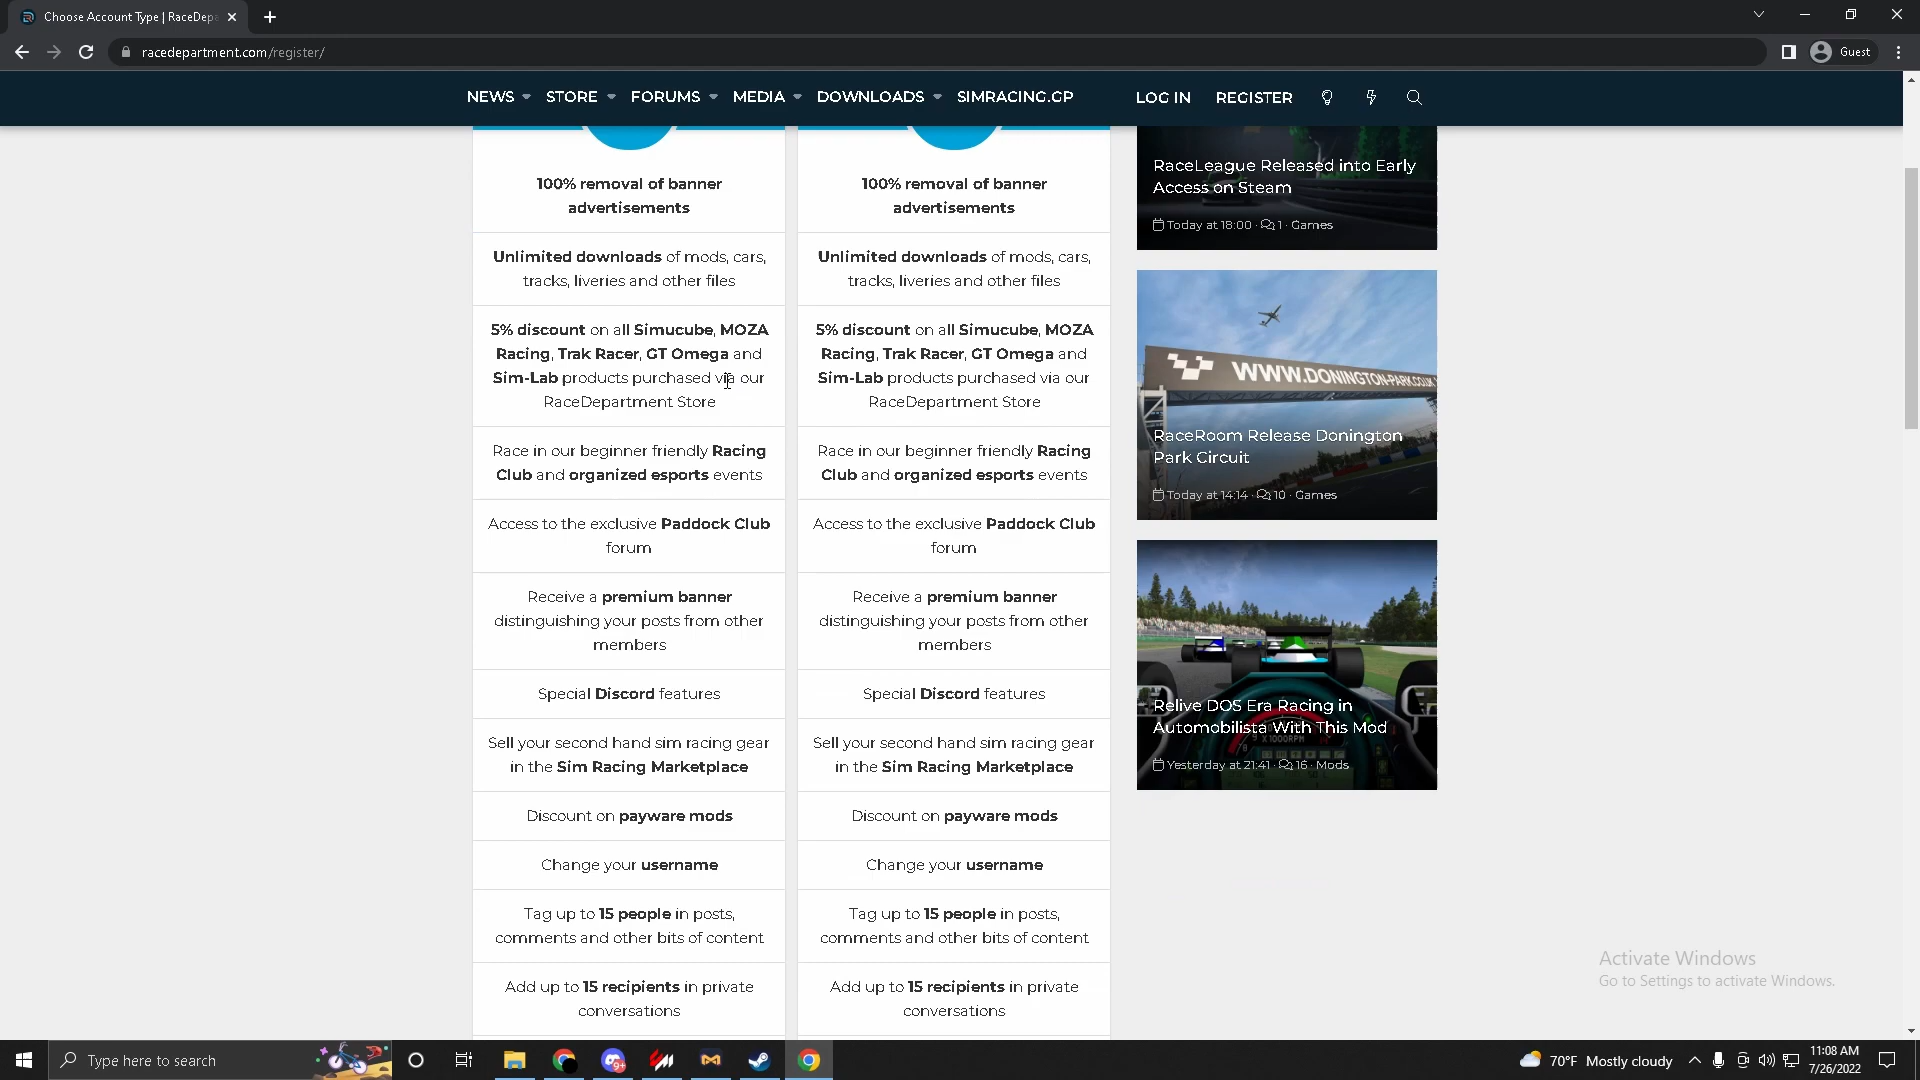 Choose Account Type | RaceDepa
racedepartment.com/register/
Guest
NEWS STORE FORUMS MEDIA DOWNLOADS SIMRACING.GP LOG IN REGISTER
100% removal of banner
advertisements
Unlimited downloads of mods, cars,
tracks, liveries and other files
5% discount on all Simucube, MOZA
Racing, Trak Racer, GT Omega and
Sim-Lab products purchased via our
RaceDepartment Store
Race in our beginner friendly Racing
Club and organized esports events
Access to the exclusive Paddock Club
forum
Receive a premium banner
distinguishing your posts from other
members
Special Discord features
Sell your second hand sim racing gear
in the Sim Racing Marketplace
Discount on payware mods
Change your username
Tag up to 15 people in posts,
comments and other bits of content
Add up to 15 recipients in private
conversations
100% removal of banner
advertisements
Unlimited downloads of mods, cars,
tracks, liveries and other files
5% discount on all Simucube, MOZA
Racing, Trak Racer, GT Omega and
Sim-Lab products purchased via our
RaceDepartment Store
Race in our beginner friendly Racing
Club and organized esports events
Access to the exclusive Paddock Club
forum
Receive a premium banner
distinguishing your posts from other
members
Special Discord features
Sell your second hand sim racing gear
in the Sim Racing Marketplace
Discount on payware mods
Change your username
Tag up to 15 people in posts,
comments and other bits of content
Add up to 15 recipients in private
conversations
RaceLeague Released into Early
Access on Steam
Today at 18:00 · 1 · Games
WWW.DONINGTON-PARK.CO
RaceRoom Release Donington
Park Circuit
Today at 14:14 · 10 · Games
X1000RPM
Relive DOS Era Racing in
Automobilista With This Mod
Yesterday at 21:41 · 16 · Mods
Activate Windows
Go to Settings to activate Windows.
Type here to search
9+
70°F Mostly cloudy
11:08 AM
7/26/2022